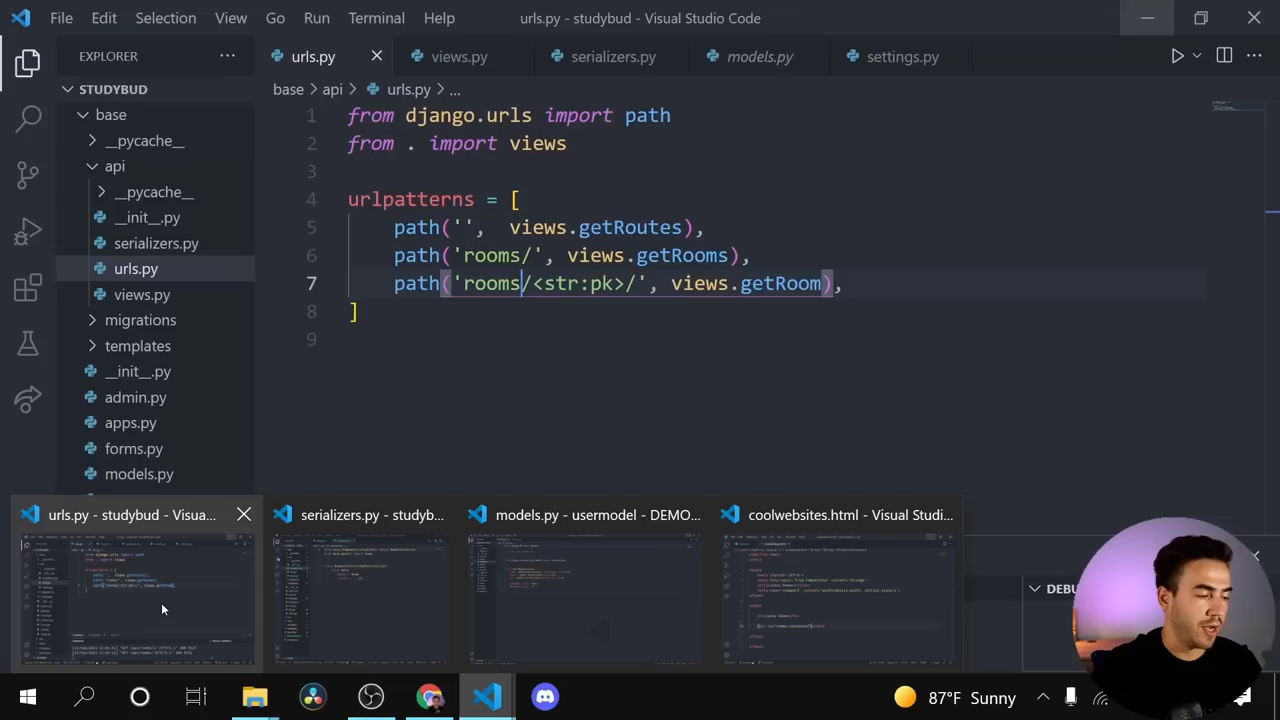 File Edit Selection View Go Run Terminal Help
urls.py - studybud - Visual Studio Code
EXPLORER
urls.py
views.py
serializers.py
models.py
settings.py
STUDYBUD
base > api > urls.py > ...
base
__pycache__
api
__pycache__
__init__.py
serializers.py
urls.py
views.py
migrations
templates
__init__.py
admin.py
apps.py
forms.py
models.py
1 from django.urls import path
2 from . import views
3
4 urlpatterns = [
5 path('', views.getRoutes),
6 path('rooms/', views.getRooms),
7 path('rooms/<str:pk>/', views.getRoom),
8 ]
9
urls.py - studybud - Visua...
serializers.py - studyb...
models.py - usermodel - DEMO...
coolwebsites.html - Visual Studi...
DEBU
87°F Sunny